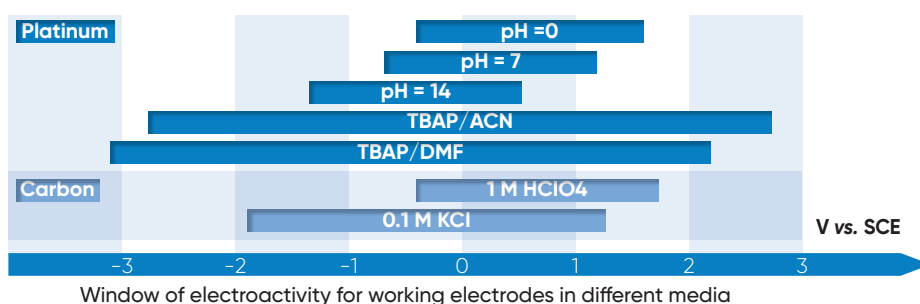 Platinum
pH =0
pH = 7
pH = 14
TBAP/ACN
TBAP/DMF
Carbon
1 M HClO4
0.1 M KCl
V vs. SCE
-3 -2 -1 0 1 2 3
Window of electroactivity for working electrodes in different media